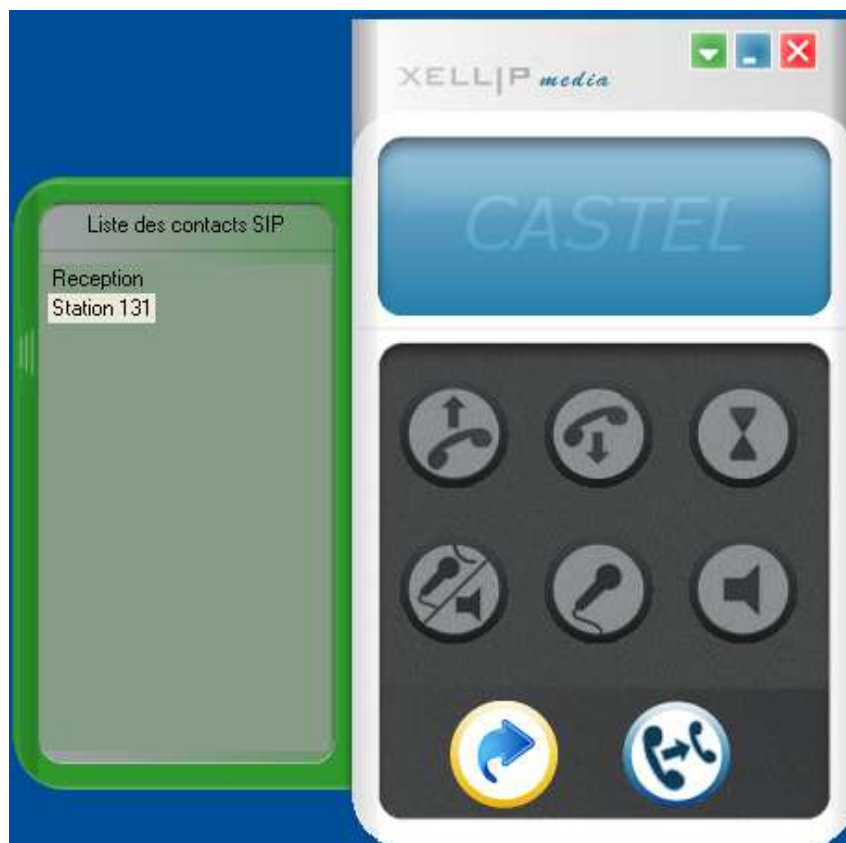 XELLIP media
CASTEL
Liste des contacts SIP
Reception
Station 131